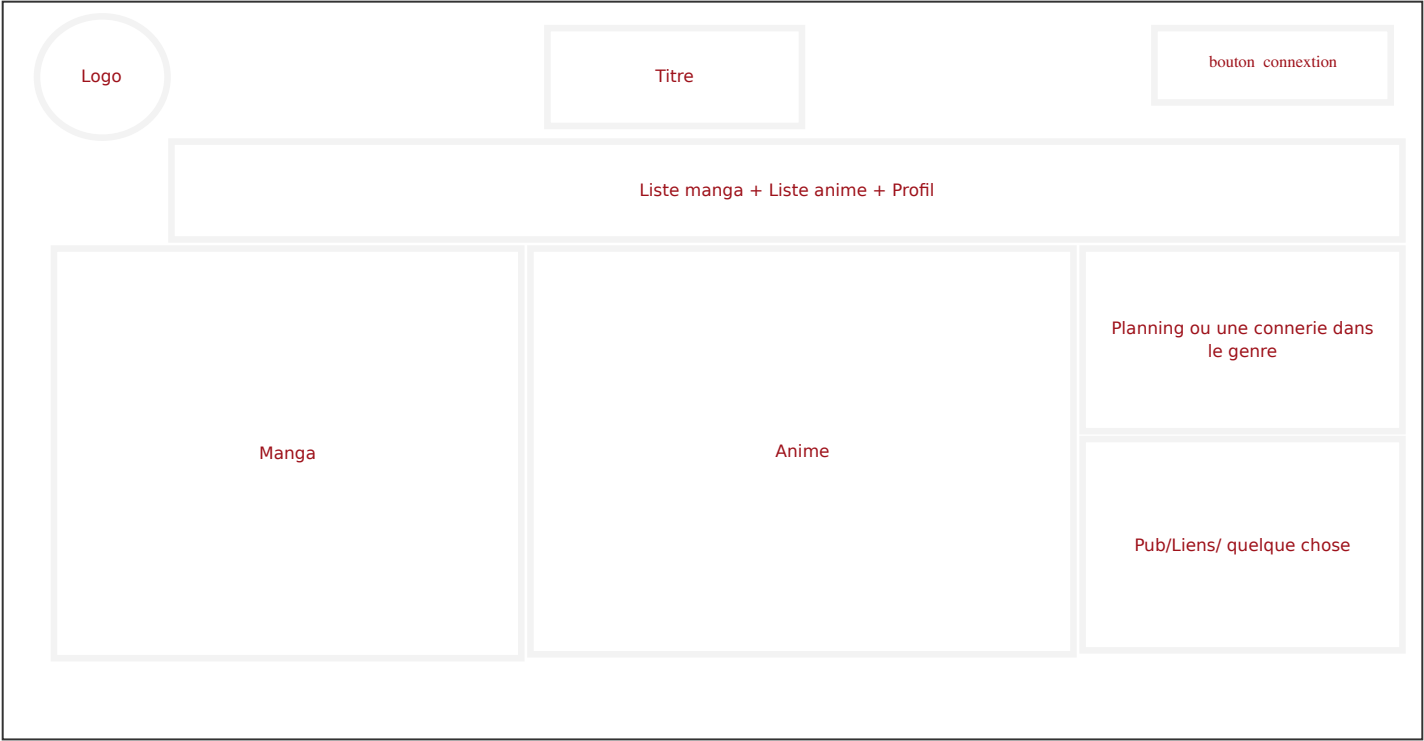 Logo
Titre
bouton connextion
Liste manga + Liste anime + Profil
Manga
Anime
Planning ou une connerie dans
le genre
Pub/Liens/ quelque chose